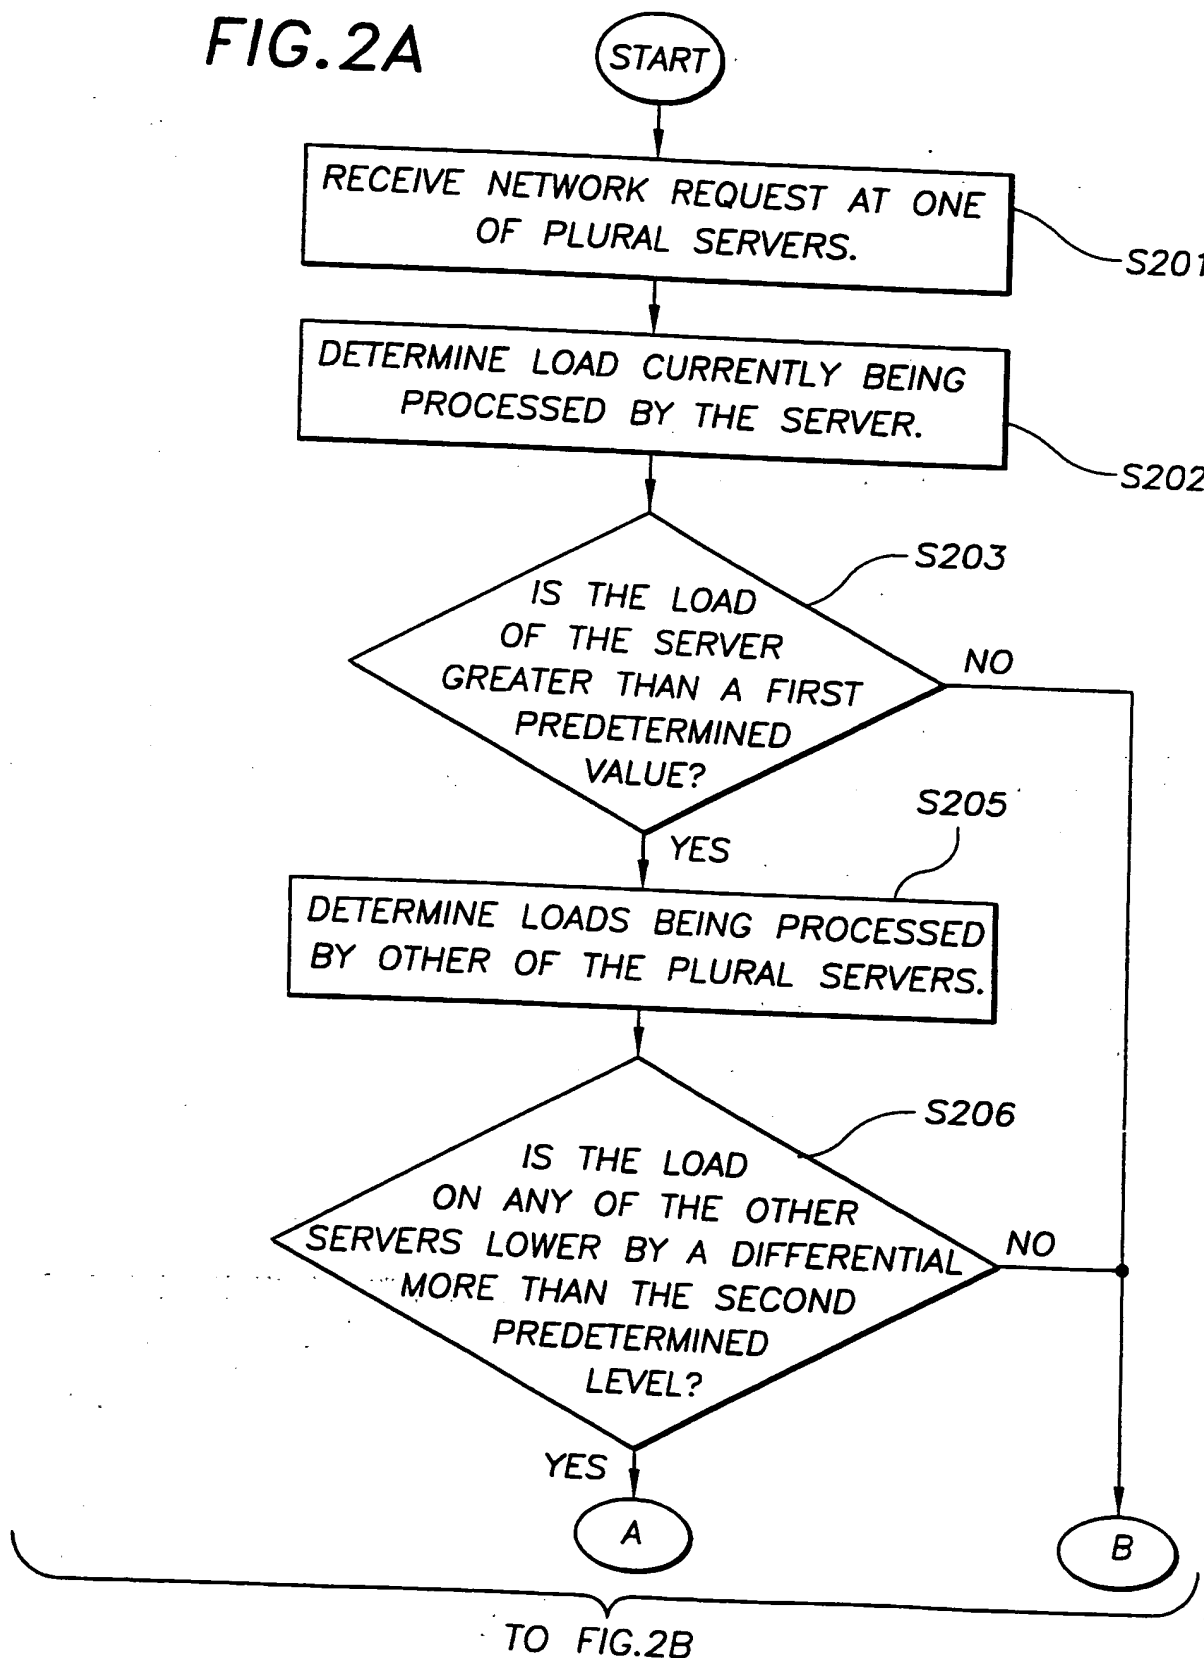 FIG.2A
START
RECEIVE NETWORK REQUEST AT ONE
OF PLURAL SERVERS.
S201
DETERMINE LOAD CURRENTLY BEING
PROCESSED BY THE SERVER.
S202
S203
IS THE LOAD
OF THE SERVER
GREATER THAN A FIRST
PREDETERMINED
VALUE?
NO
YES
S205
DETERMINE LOADS BEING PROCESSED
BY OTHER OF THE PLURAL SERVERS.
S206
IS THE LOAD
ON ANY OF THE OTHER
SERVERS LOWER BY A DIFFERENTIAL
MORE THAN THE SECOND
PREDETERMINED
LEVEL?
NO
YES
A
B
TO FIG.2B